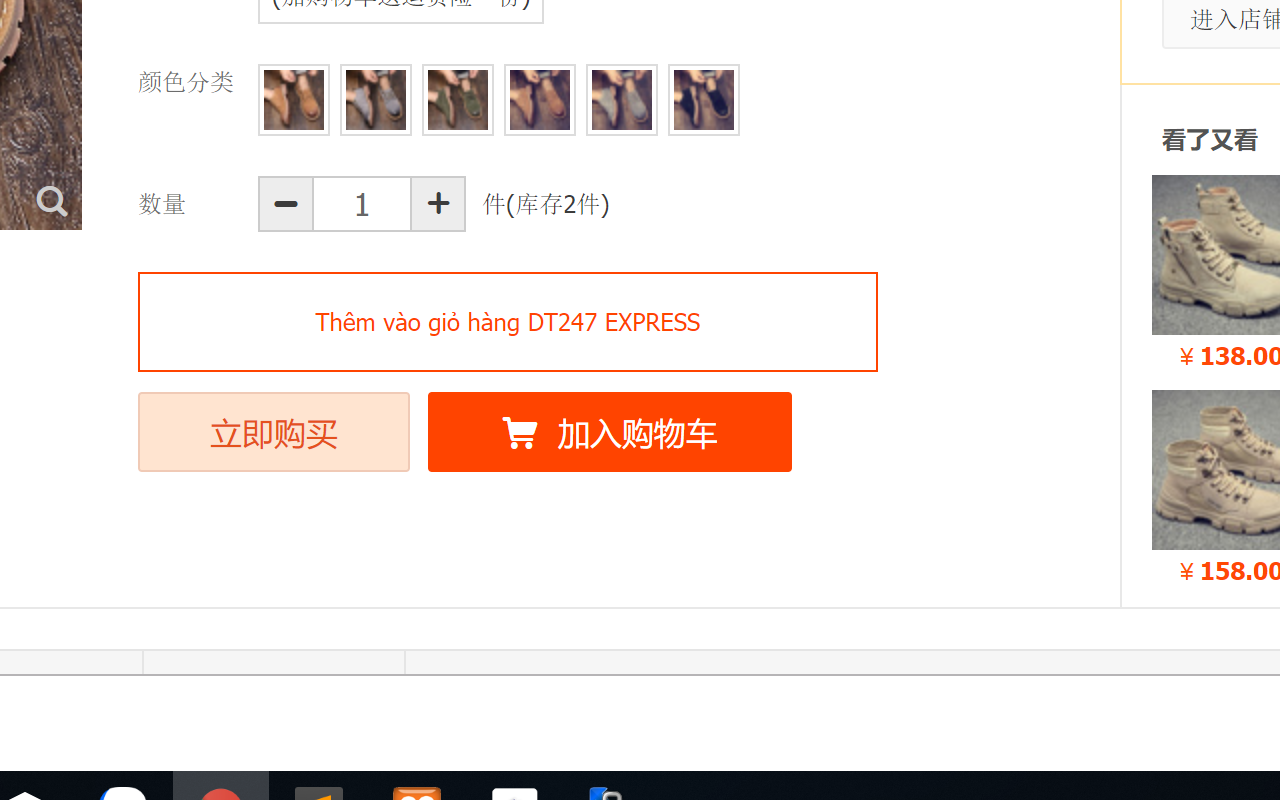 进入店铺
颜色分类
看了又看
数量
1
件(库存2件)
Thêm vào giỏ hàng DT247 EXPRESS
¥ 138.00
立即购买
加入购物车
¥ 158.00